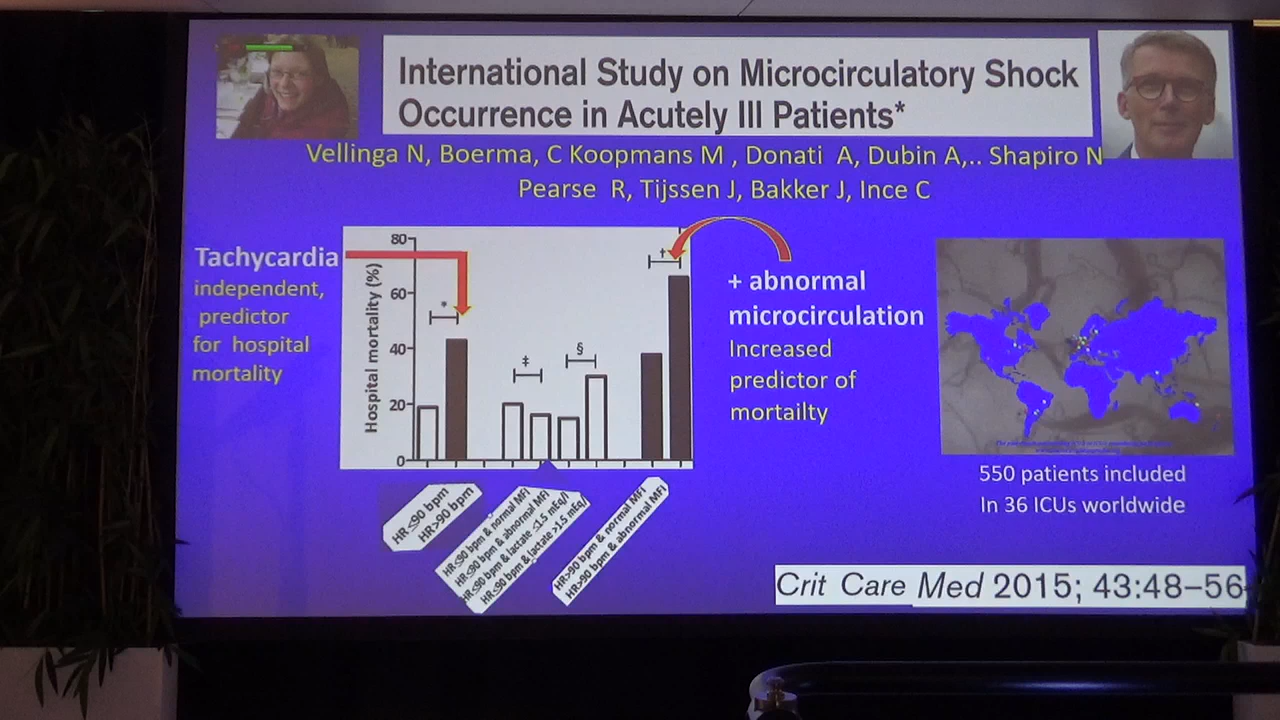 International Study on Microcirculatory Shock
Occurrence in Acutely Ill Patients*
Vellinga N, Boerma, C Koopmans M , Donati A, Dubin A,.. Shapiro N
Pearse R, Tijssen J, Bakker J, Ince C
Tachycardia
independent,
predictor
for hospital
mortality
Hospital mortality (%)
80
60
40
20
0
*
‡
§
†
HR≤90 bpm
HR>90 bpm
HR≤90 bpm & normal MFI
HR≤90 bpm & abnormal MFI
HR≤90 bpm & lactate ≤1.5 mEq/l
HR≤90 bpm & lactate >1.5 mEq/l
HR>90 bpm & normal MFI
HR>90 bpm & abnormal MFI
+ abnormal
microcirculation
Increased
predictor of
mortailty
550 patients included
In 36 ICUs worldwide
Crit Care Med 2015; 43:48–56